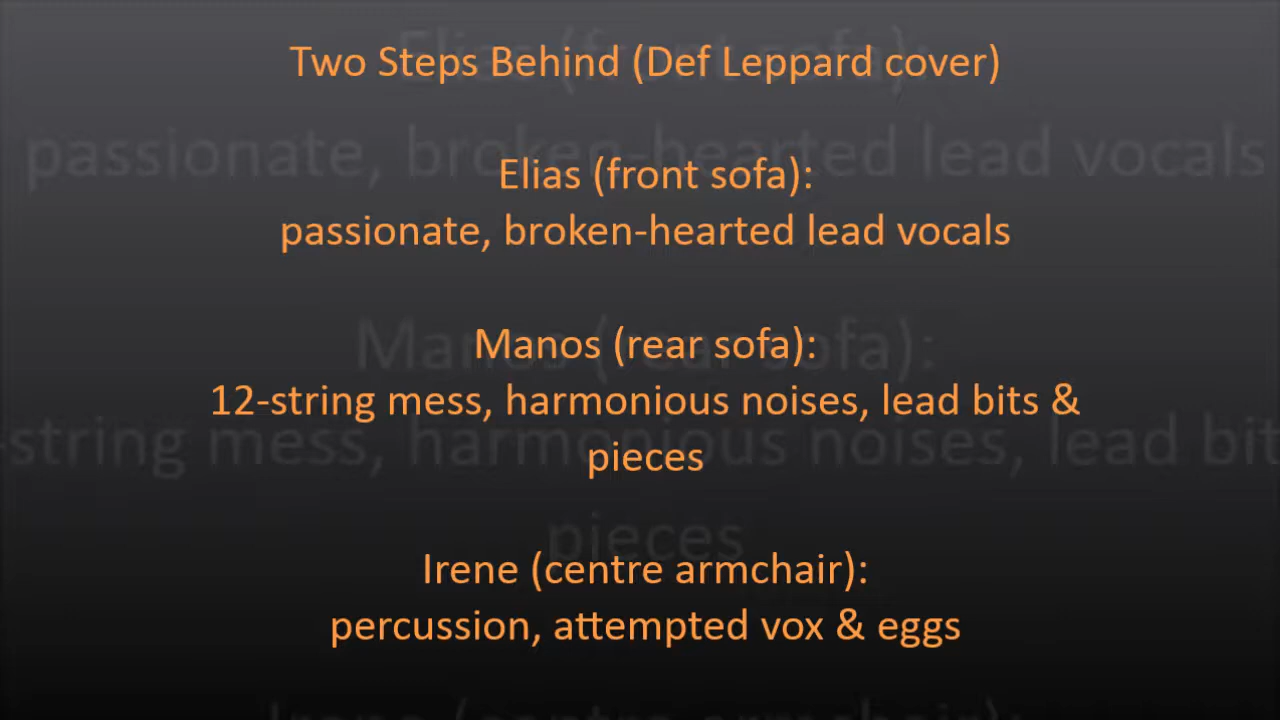 Two Steps Behind (Def Leppard cover)
Elias (front sofa):
passionate, broken-hearted lead vocals
Manos (rear sofa):
12-string mess, harmonious noises, lead bits &
pieces
Irene (centre armchair):
percussion, attempted vox & eggs